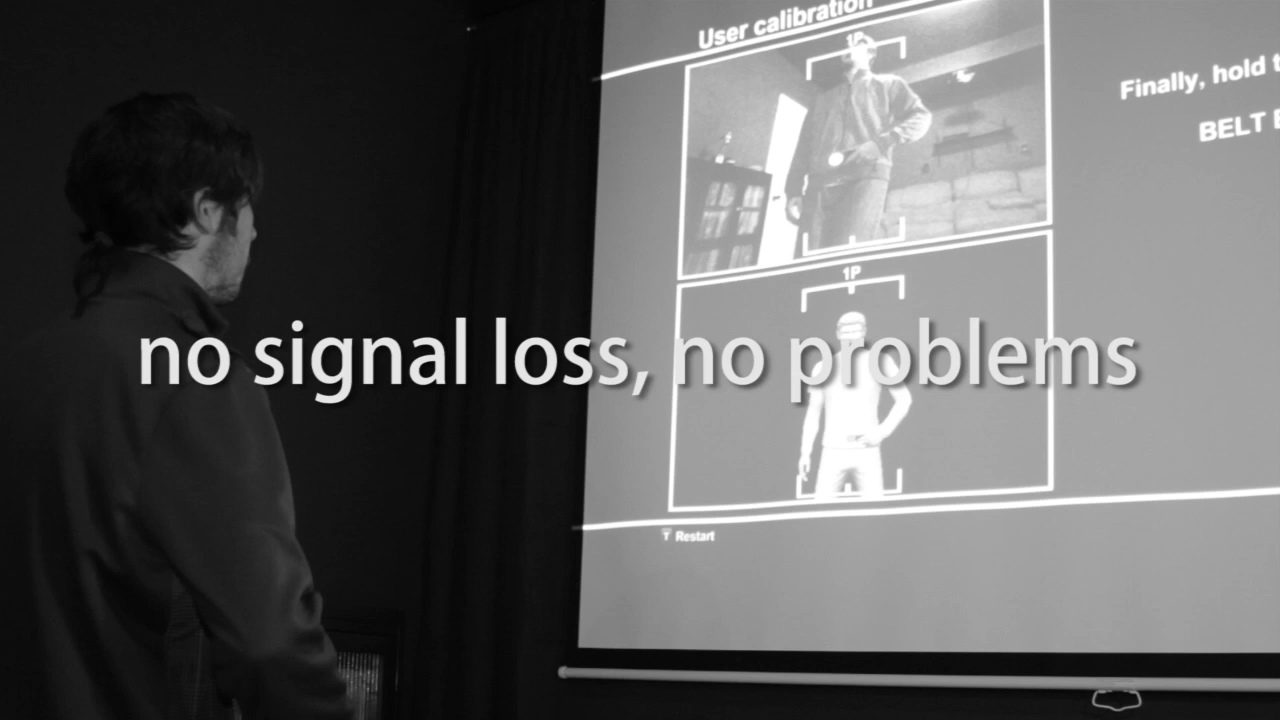 User calibration
1P
Finally, hold
BELT
1P
no signal loss, no problems
T Restart